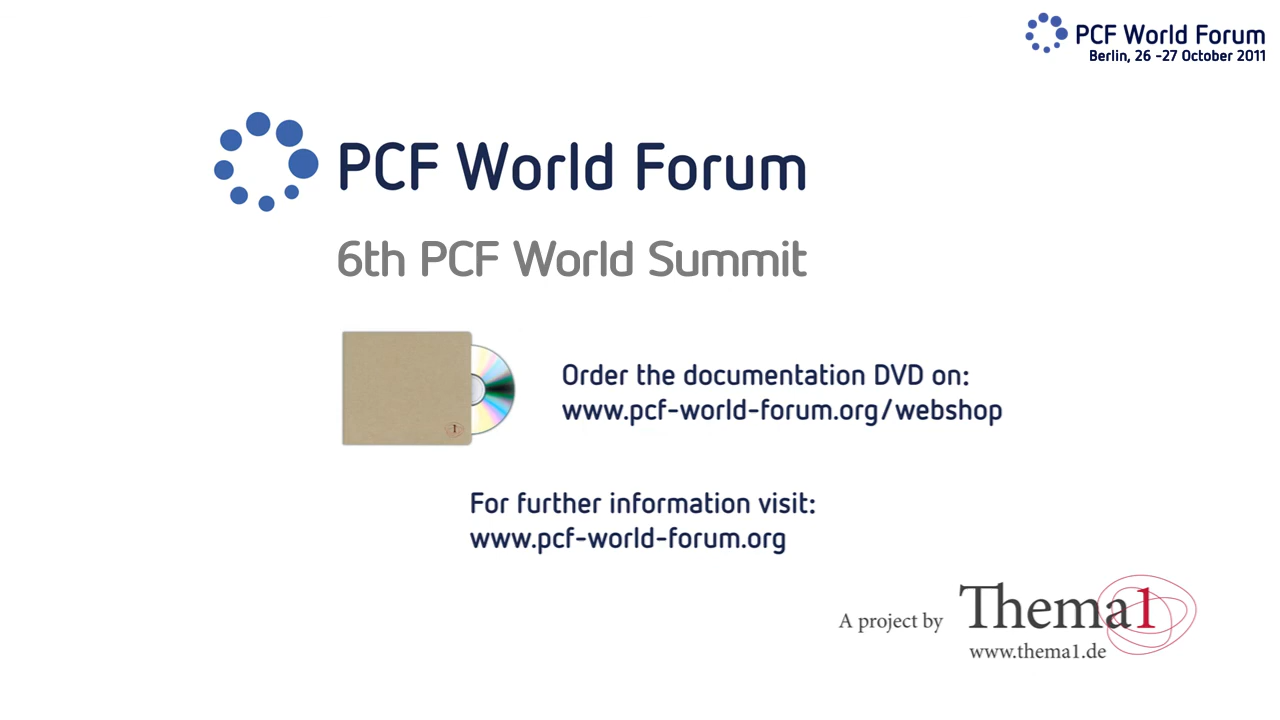 PCF World Forum
Berlin, 26 -27 October 2011
PCF World Forum
6th PCF World Summit
Order the documentation DVD on:
www.pcf-world-forum.org/webshop
1
For further information visit:
www.pcf-world-forum.org
A project by Thema1
www.thema1.de